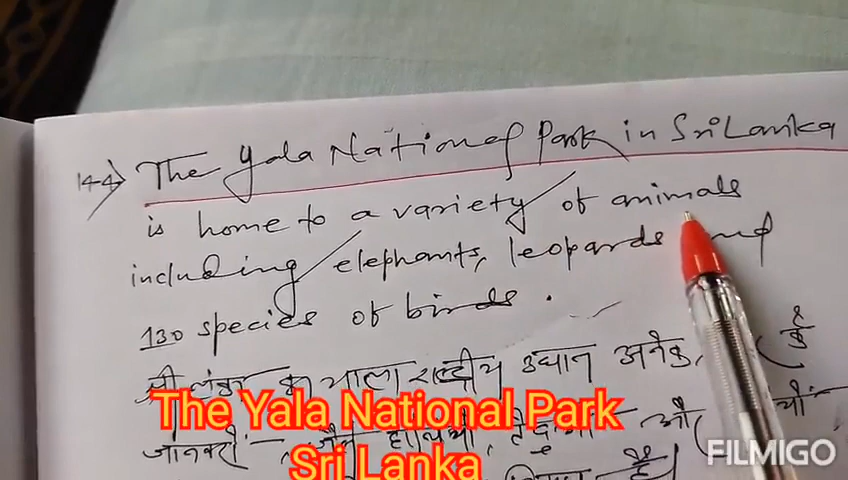 144) The Yala National Park in Sri Lanka
is home to a variety of animals
including elephants, leopards
130 species of birds.
श्री लंका का याला राष्ट्रीय उद्यान अनेक
जानवरों
The Yala National Park
Sri Lanka
FILMIGO